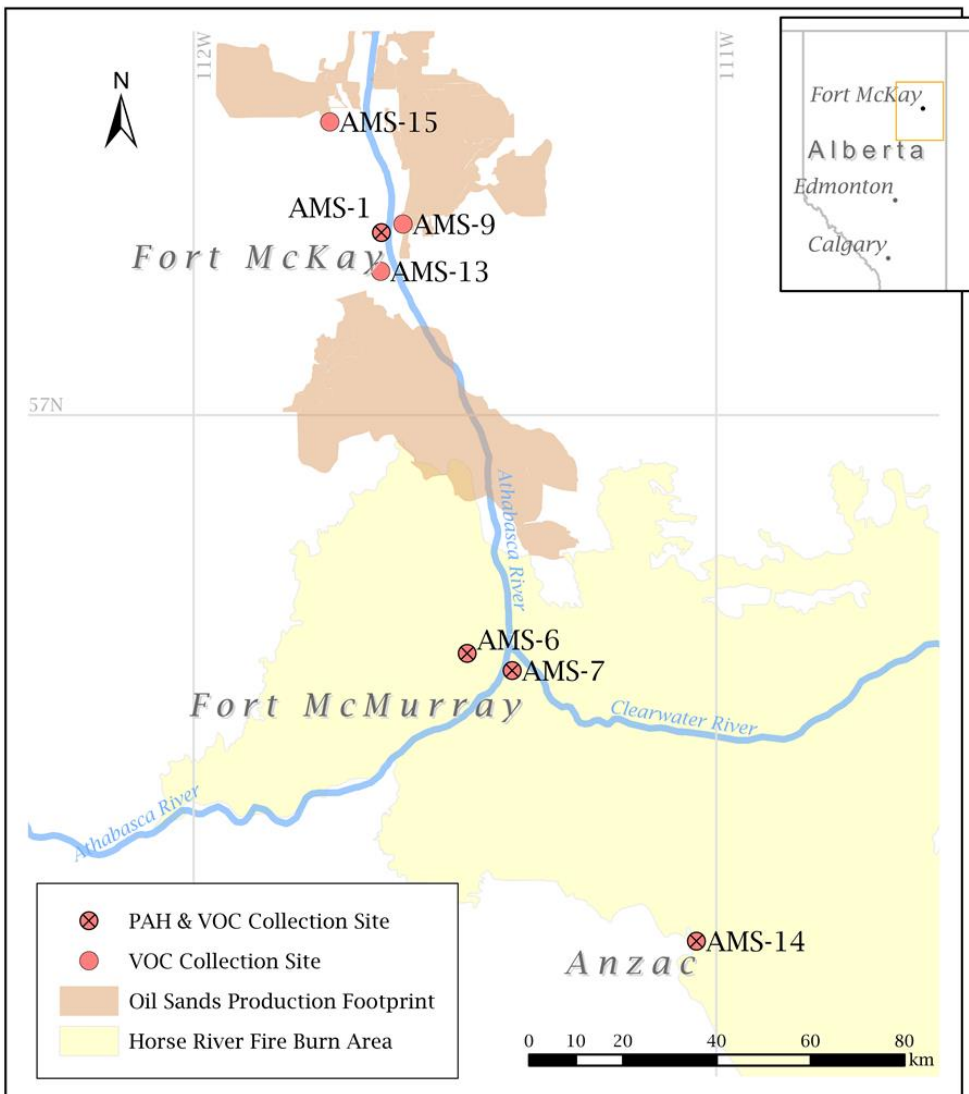 112W
111W
N
Fort McKay
Alberta
Edmonton
Calgary
AMS-15
AMS-1
AMS-9
Fort McKay
AMS-13
57N
Athabasca River
AMS-6
AMS-7
Fort McMurray
Clearwater River
Athabasca River
PAH & VOC Collection Site
VOC Collection Site
Oil Sands Production Footprint
Horse River Fire Burn Area
AMS-14
Anzac
0 10 20 40 60 80
km